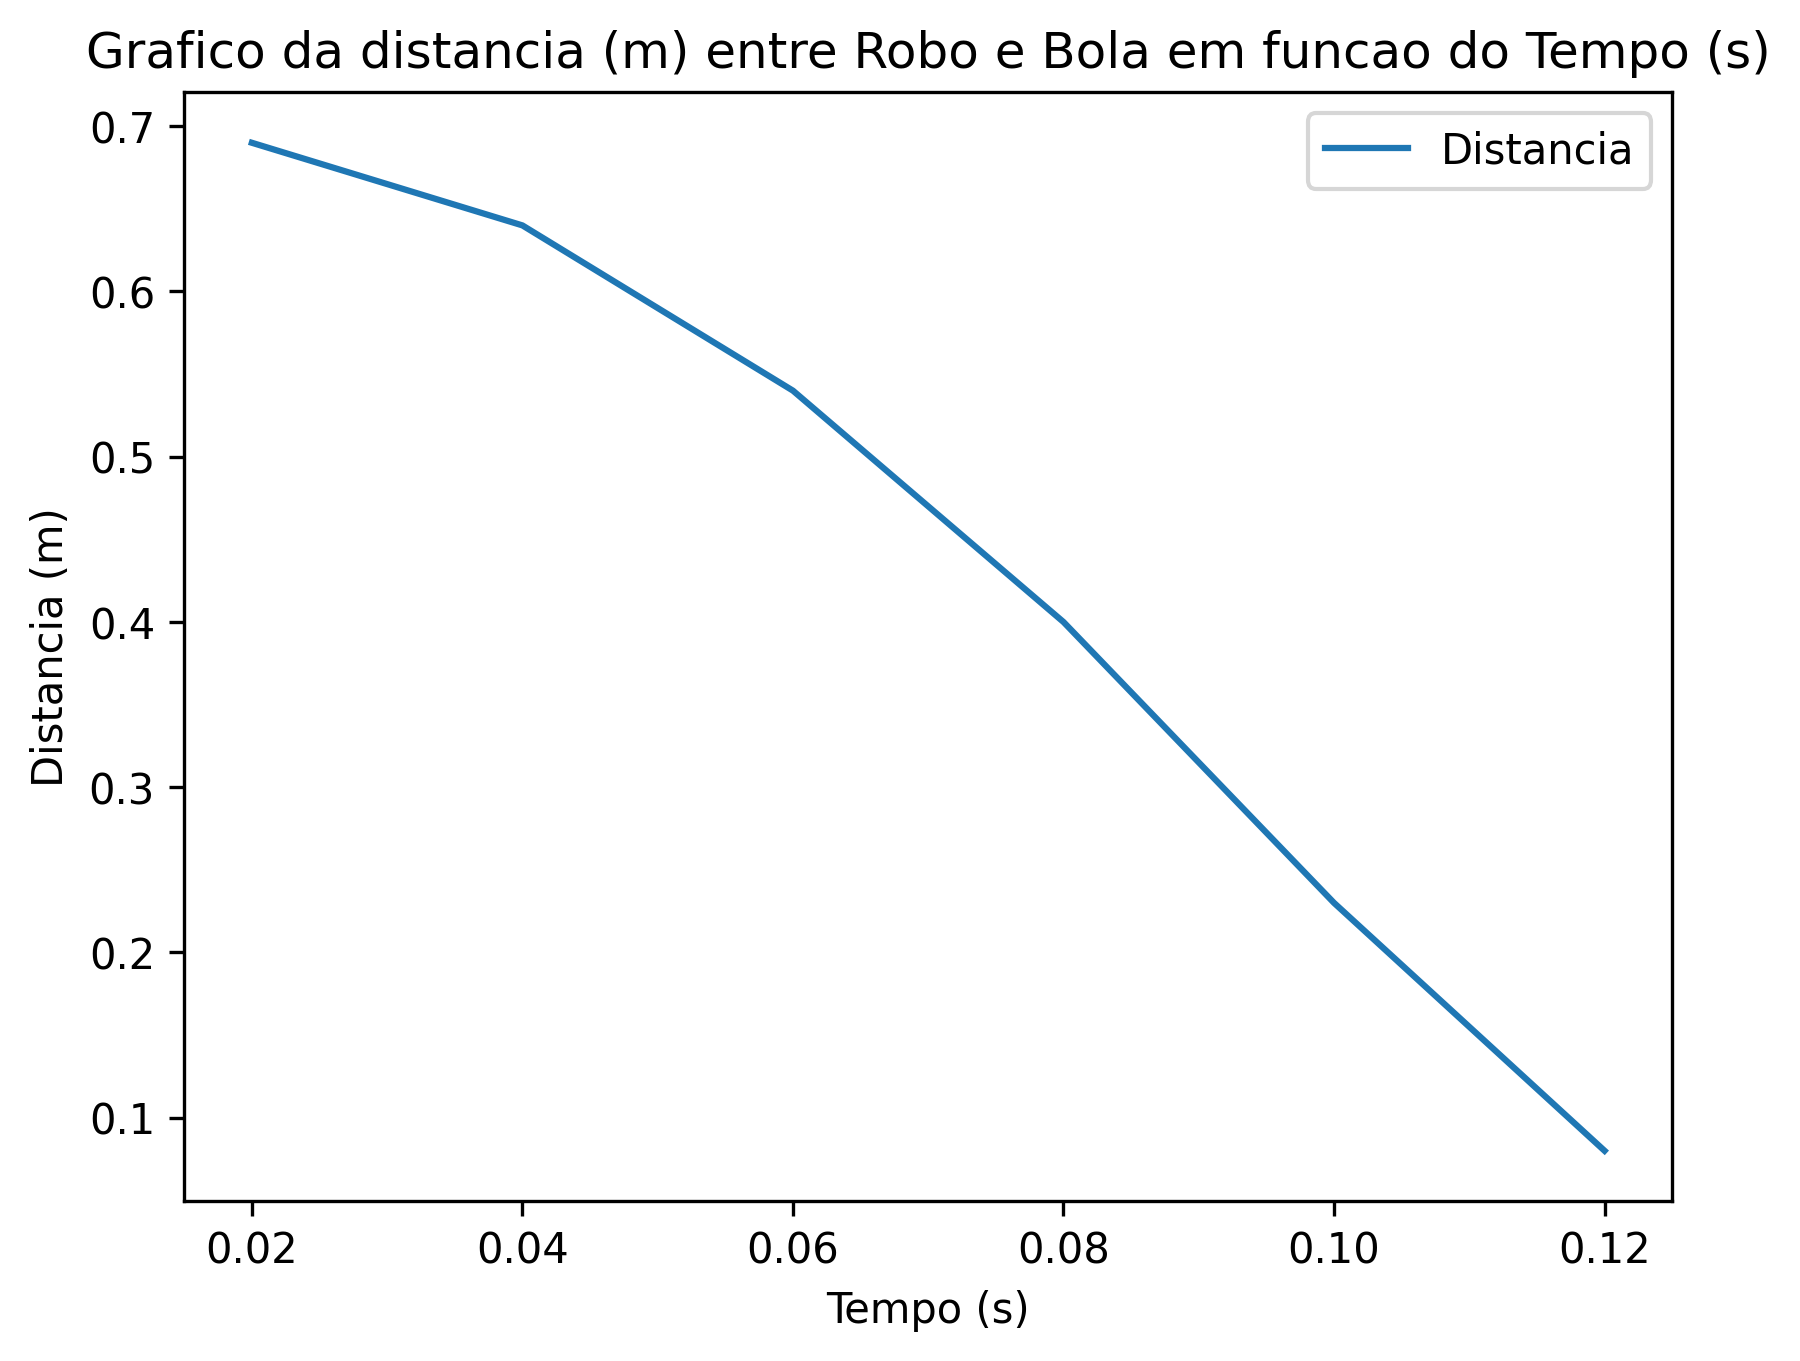 Grafico da distancia (m) entre Robo e Bola em funcao do Tempo (s)
Distancia
0.7
0.6
0.5
0.4
0.3
0.2
0.1
Distancia (m)
0.02 0.04 0.06 0.08 0.10 0.12
Tempo (s)